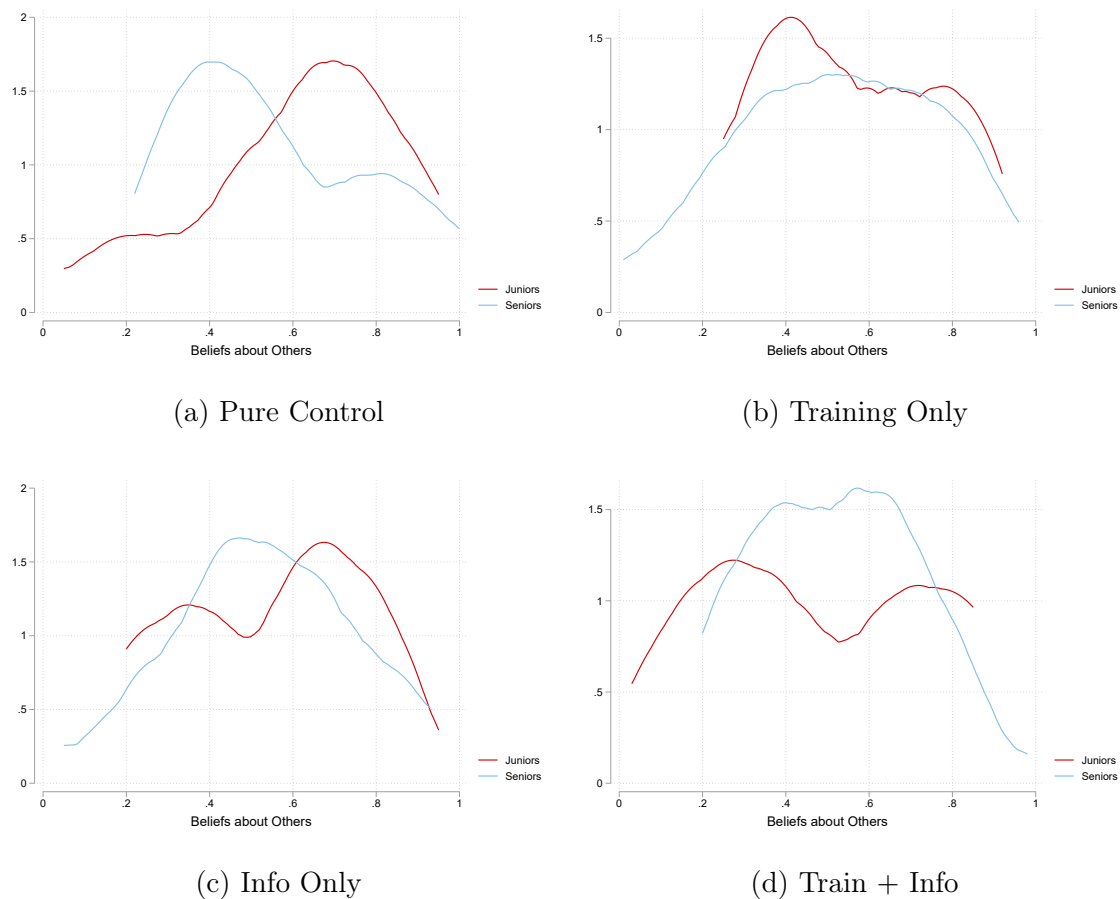 2
1.5
1
.5
0
0 .2 .4 .6 .8 1
Beliefs about Others
Juniors
Seniors
(a) Pure Control
1.5
1
.5
0
0 .2 .4 .6 .8 1
Beliefs about Others
Juniors
Seniors
(b) Training Only
2
1.5
1
.5
0
0 .2 .4 .6 .8 1
Beliefs about Others
Juniors
Seniors
(c) Info Only
1.5
1
.5
0
0 .2 .4 .6 .8 1
Beliefs about Others
Juniors
Seniors
(d) Train + Info